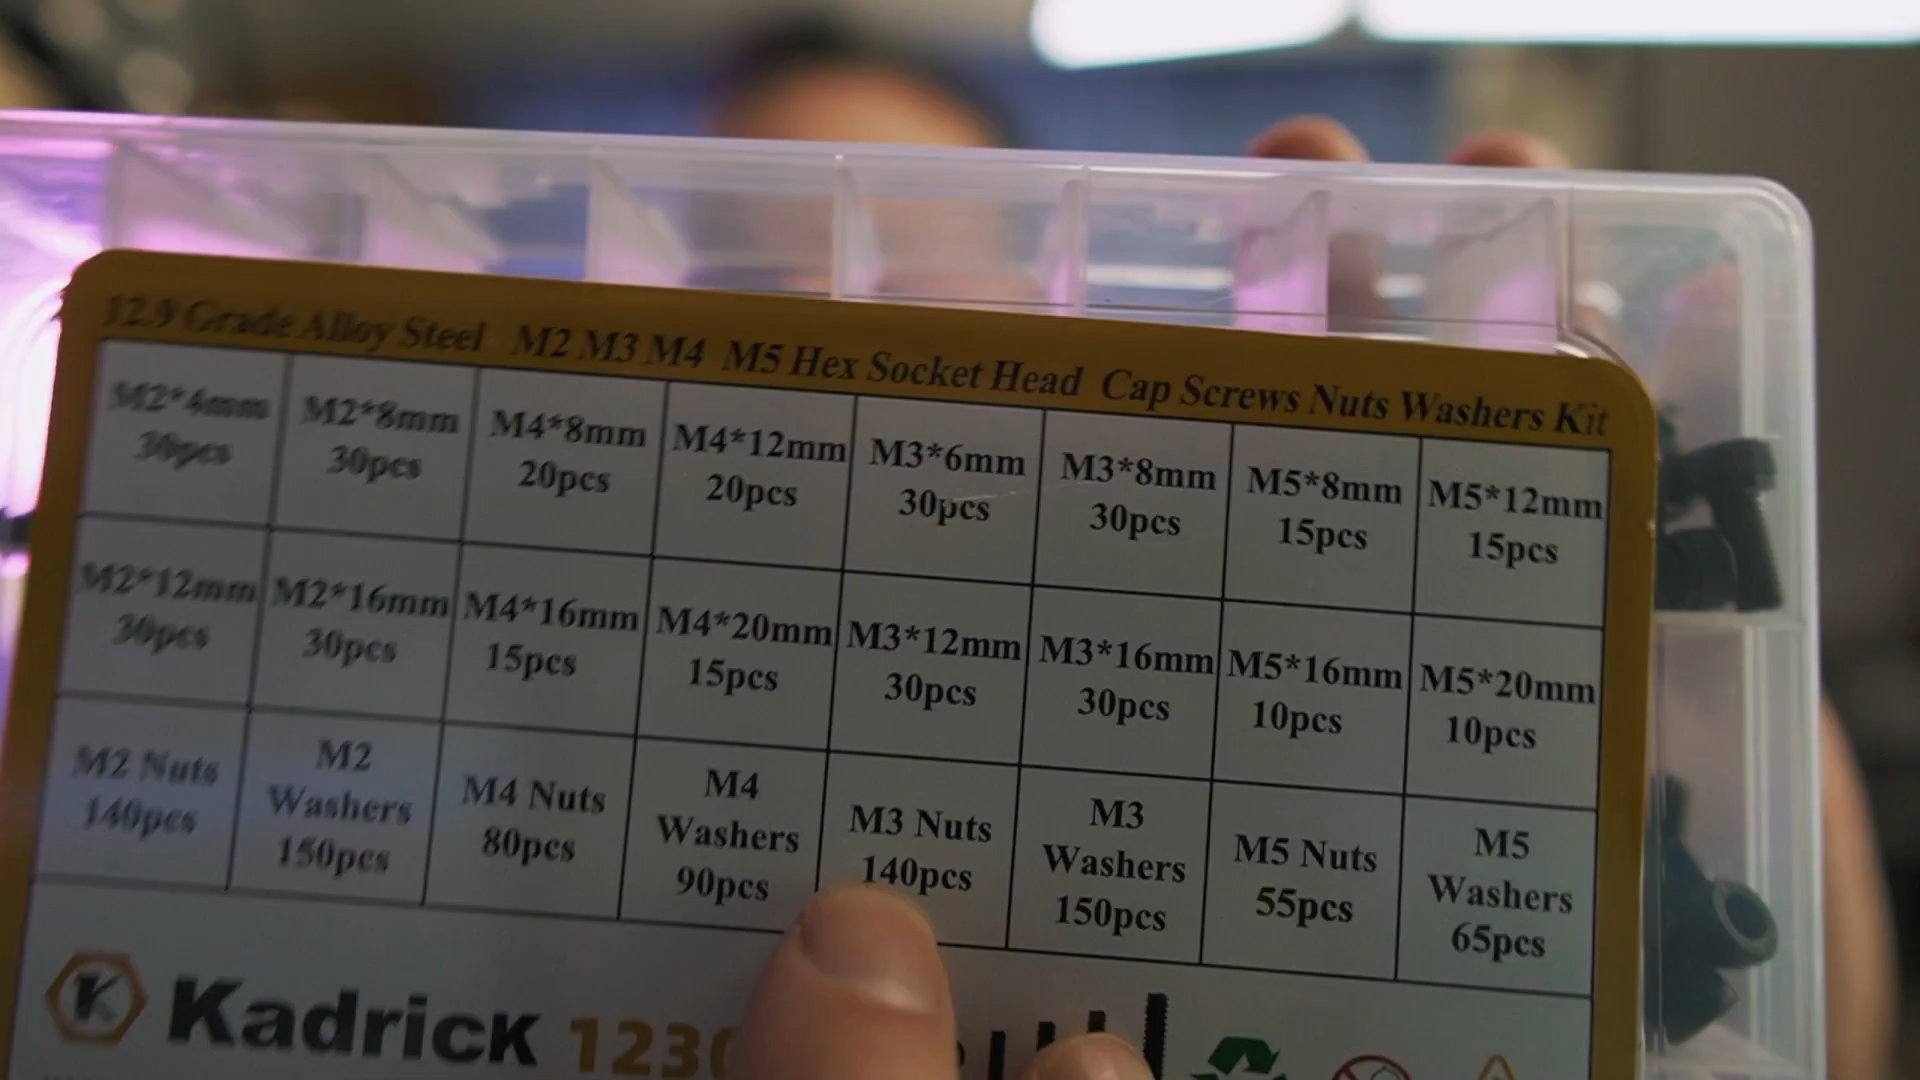 12.9 Grade Alloy Steel M2 M3 M4 M5 Hex Socket Head Cap Screws Nuts Washers Kit
M2*4mm
30pcs
M2*8mm
30pcs
M4*8mm
20pcs
M4*12mm
20pcs
M3*6mm
30pcs
M3*8mm
30pcs
M5*8mm
15pcs
M5*12mm
15pcs
M2*12mm
30pcs
M2*16mm
30pcs
M4*16mm
15pcs
M4*20mm
15pcs
M3*12mm
30pcs
M3*16mm
30pcs
M5*16mm
10pcs
M5*20mm
10pcs
M2 Nuts
140pcs
M2
Washers
150pcs
M4 Nuts
80pcs
M4
Washers
90pcs
M3 Nuts
140pcs
M3
Washers
150pcs
M5 Nuts
55pcs
M5
Washers
65pcs
K KadricK